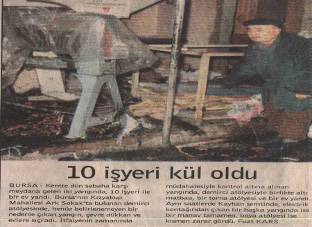 10 işyeri kül oldu
BURSA - Kentte dün sabaha karşı
meydana gelen iki yangında, 10 işyeri ile
bir ev yandı. Bursa'nın Kızyakup
Mahallesi Ark Sokak'ta bulunan demirci
atölyesinde, henüz belirlenemeyen bir
nedenle çıkan yangın, çevre dükkan ve
evlere sıçradı. İtfaiyenin zamanında
müdahalesiyle kontrol altına alınan
yangında, demirci atölyesiyle birlikte altı
matbaa, bir torna atölyesi ve bir ev yandı.
Aynı saatlerde Kayhan semtinde, elektrik
kontağından çıkan bir başka yangında ise
bir manav tamamen, boya atölyesi ise
kısmen zarar gördü. Fuat KARS